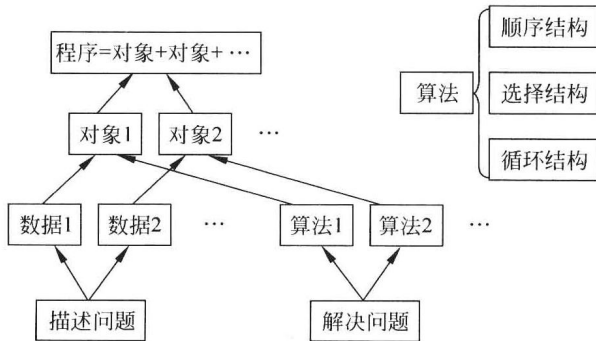 程序=对象+对象+…
对象1
对象2
…
数据1
数据2
…
算法1
算法2
…
描述问题
解决问题
算法
顺序结构
选择结构
循环结构